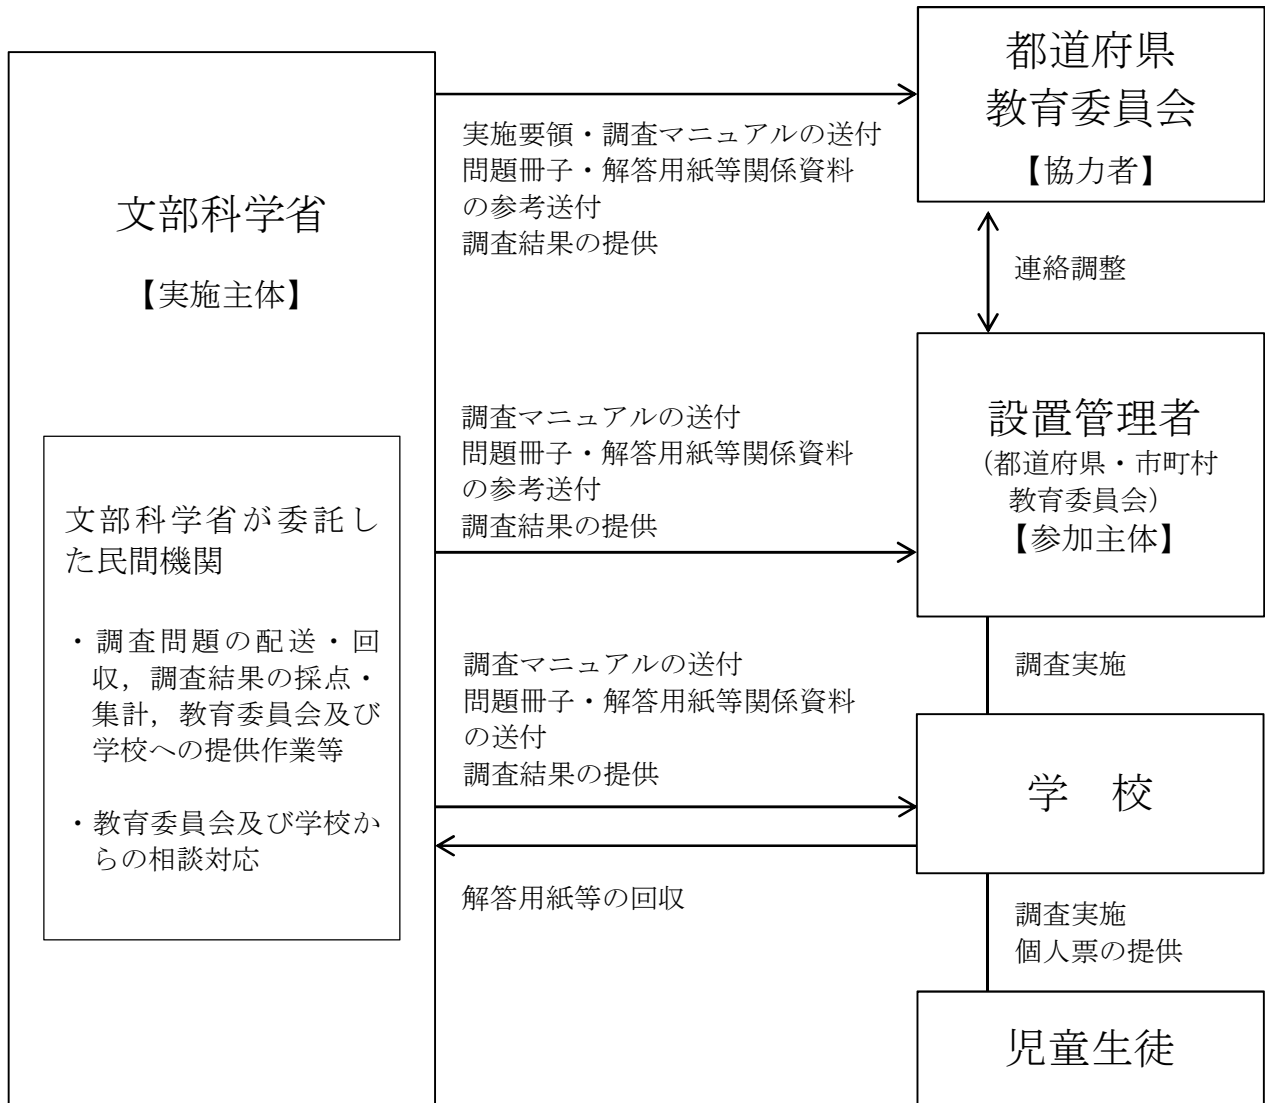 文部科学省
【実施主体】
文部科学省が委託し
た民間機関
・調査問題の配送・回
収，調査結果の採点・
集計，教育委員会及び
学校への提供作業等
・教育委員会及び学校か
らの相談対応
実施要領・調査マニュアルの送付
問題冊子・解答用紙等関係資料
の参考送付
調査結果の提供
都道府県
教育委員会
【協力者】
連絡調整
調査マニュアルの送付
問題冊子・解答用紙等関係資料
の参考送付
調査結果の提供
設置管理者
（都道府県・市町村
教育委員会）
【参加主体】
調査実施
調査マニュアルの送付
問題冊子・解答用紙等関係資料
の送付
調査結果の提供
学　校
解答用紙等の回収
調査実施
個人票の提供
児童生徒